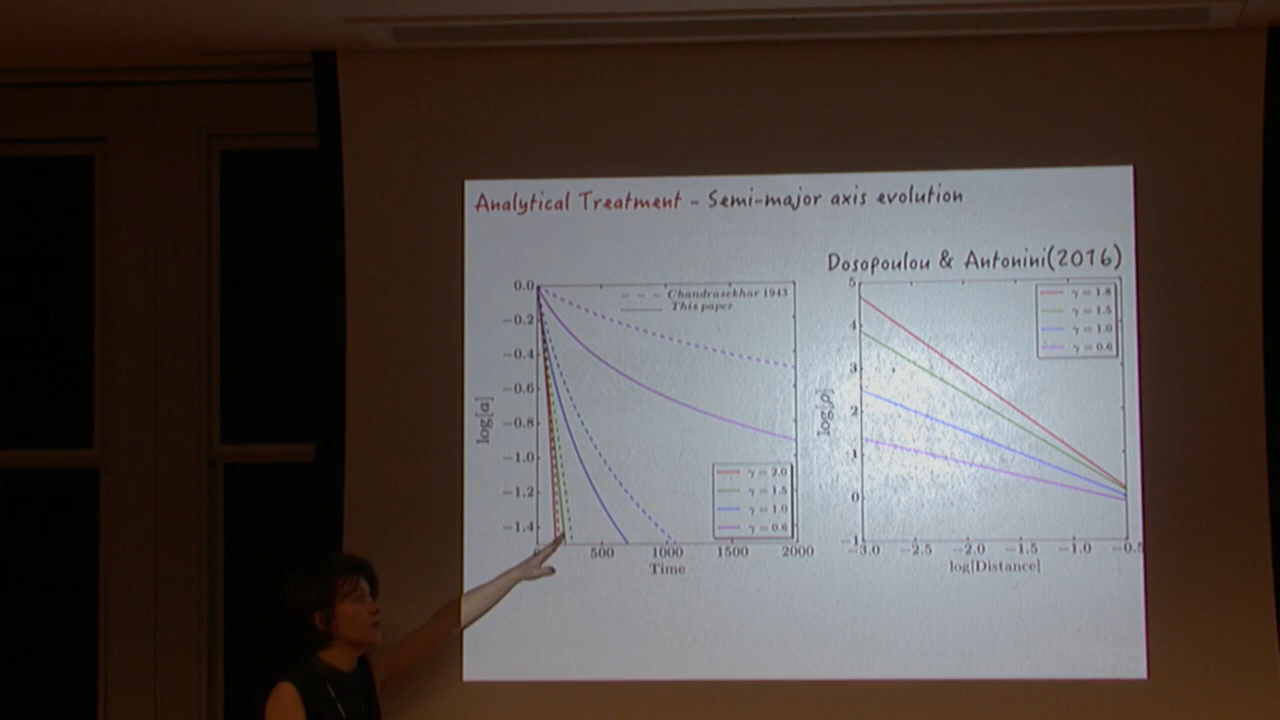 Analytical Treatment - Semi-major axis evolution
Dosopoulou & Antonini(2016)
Chandrasekhar 1943
This paper
0.0
−0.2
−0.4
−0.6
−0.8
−1.0
−1.2
−1.4
log[a]
500
1000
1500
2000
Time
γ = 2.0
γ = 1.5
γ = 1.0
γ = 0.6
5
4
3
2
1
0
−1
log[ρ]
−3.0
−2.5
−2.0
−1.5
−1.0
−0.5
log[Distance]
γ = 1.8
γ = 1.5
γ = 1.0
γ = 0.6